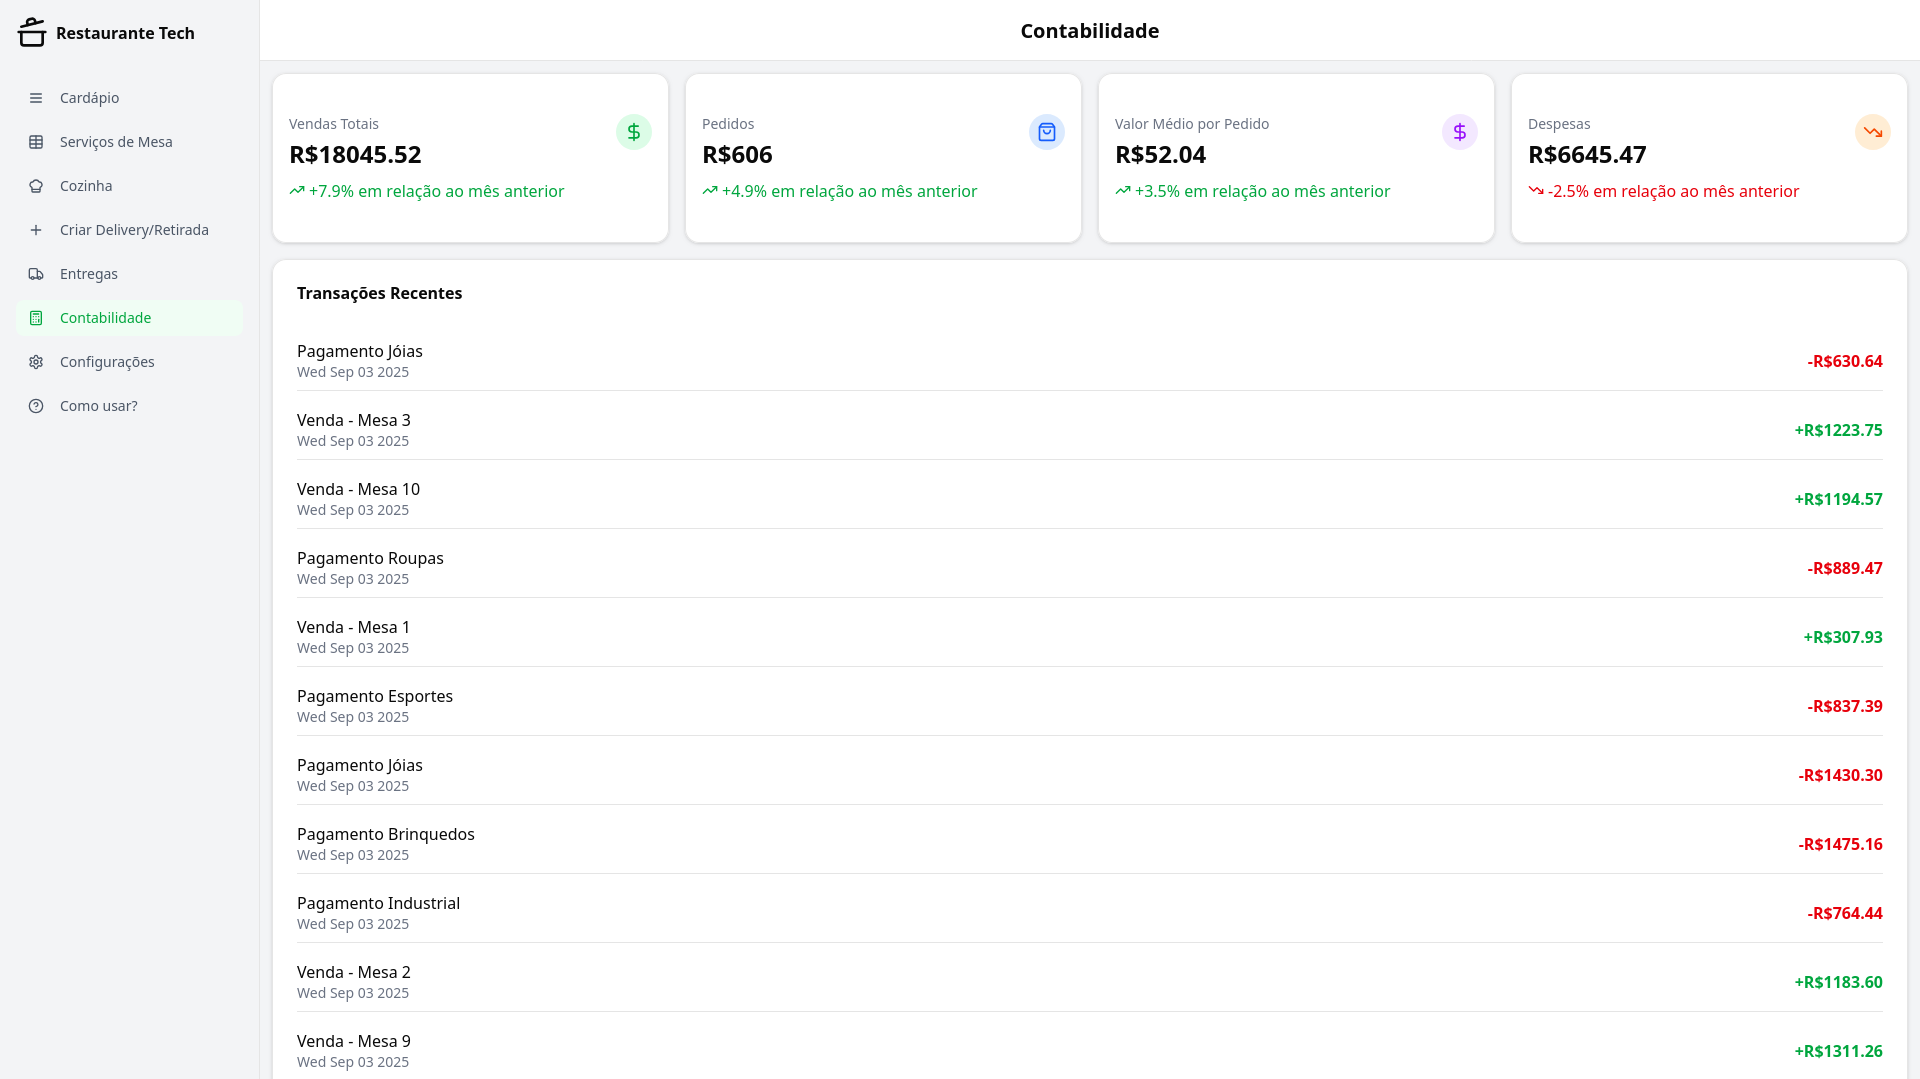 Restaurante Tech
Cardápio
Serviços de Mesa
Cozinha
Criar Delivery/Retirada
Entregas
Contabilidade
Configurações
Como usar?
Contabilidade
Vendas Totais
R$18045.52
+7.9% em relação ao mês anterior
Pedidos
R$606
+4.9% em relação ao mês anterior
Valor Médio por Pedido
R$52.04
+3.5% em relação ao mês anterior
Despesas
R$6645.47
-2.5% em relação ao mês anterior
Transações Recentes
Pagamento Jóias
Wed Sep 03 2025
-R$630.64
Venda - Mesa 3
Wed Sep 03 2025
+R$1223.75
Venda - Mesa 10
Wed Sep 03 2025
+R$1194.57
Pagamento Roupas
Wed Sep 03 2025
-R$889.47
Venda - Mesa 1
Wed Sep 03 2025
+R$307.93
Pagamento Esportes
Wed Sep 03 2025
-R$837.39
Pagamento Jóias
Wed Sep 03 2025
-R$1430.30
Pagamento Brinquedos
Wed Sep 03 2025
-R$1475.16
Pagamento Industrial
Wed Sep 03 2025
-R$764.44
Venda - Mesa 2
Wed Sep 03 2025
+R$1183.60
Venda - Mesa 9
Wed Sep 03 2025
+R$1311.26